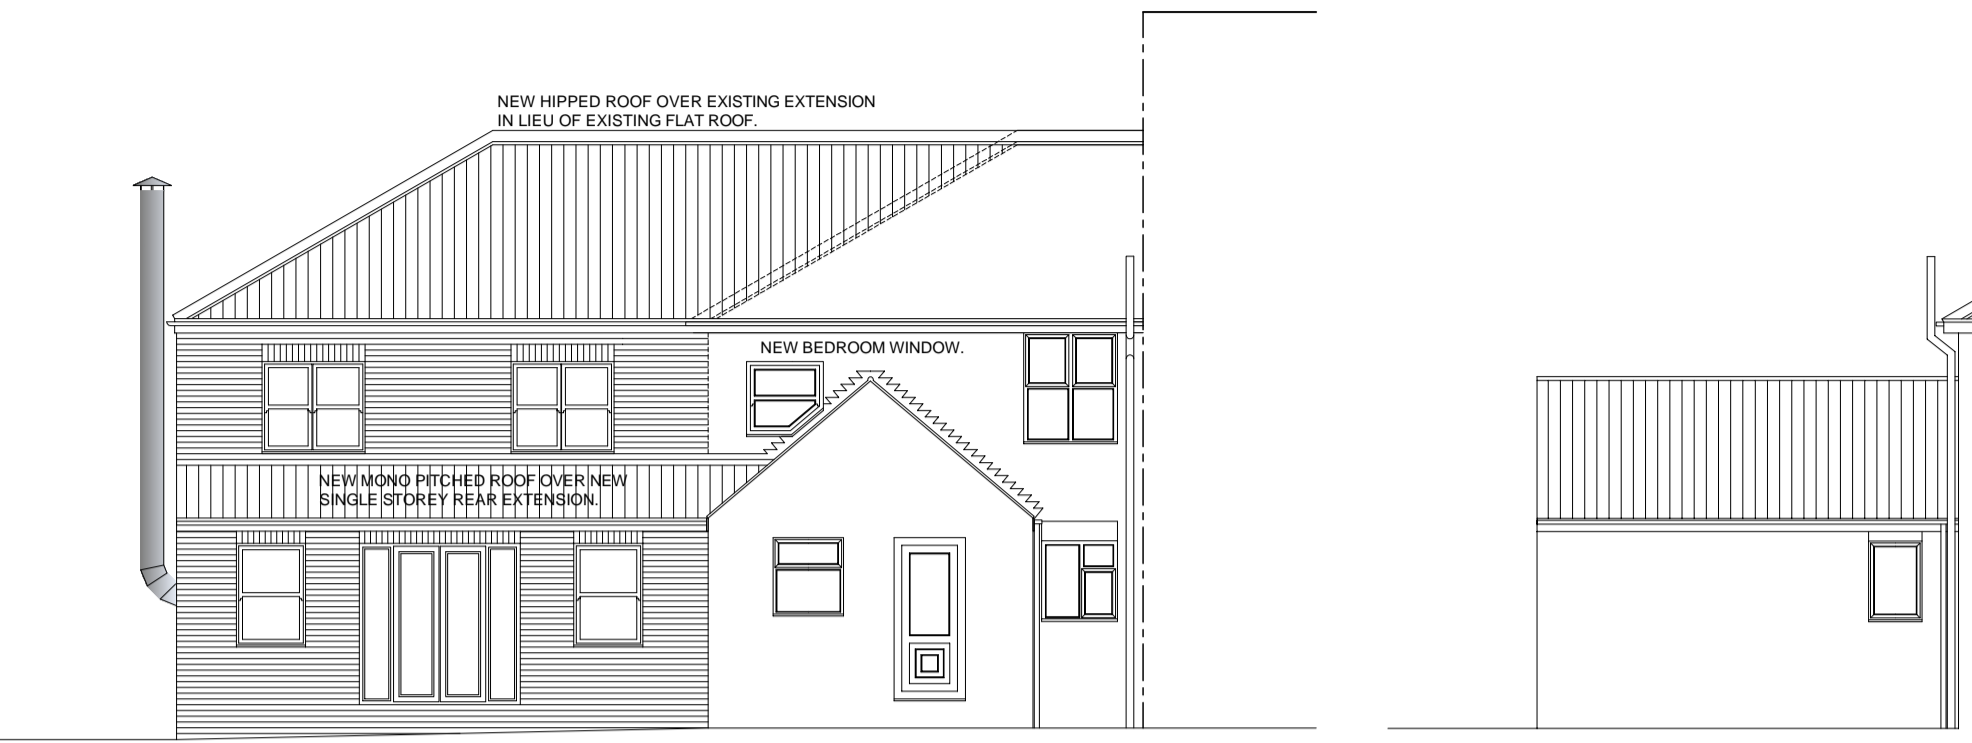 NEW HIPPED ROOF OVER EXISTING EXTENSION
IN LIEU OF EXISTING FLAT ROOF.
NEW BEDROOM WINDOW.
NEW MONO PITCHED ROOF OVER NEW
SINGLE STOREY REAR EXTENSION.